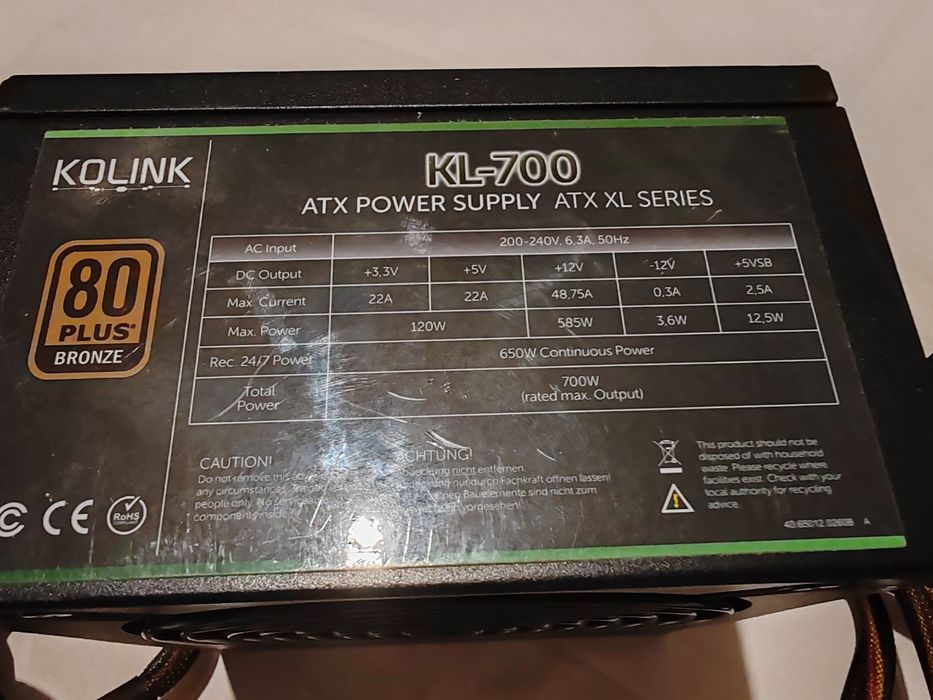 KOLINK
80
PLUS®
BRONZE
CE
RoHS
COMPLIANT
KL-700
ATX POWER SUPPLY ATX XL SERIES
AC Input 200-240V, 6,3A, 50Hz
DC Output +3,3V +5V +12V -12V +5VSB
Max. Current 22A 22A 48,75A 0,3A 2,5A
Max. Power 120W 585W 3,6W 12,5W
Rec. 24/7 Power 650W Continuous Power
Total
Power
700W
(rated max. Output)
CAUTION!
Do not remove this
any circumstances
people only. No
components inside
CHTUNG!
nicht entfernen.
nur durch Fachkraft öffnen lassen!
Bauelemente sind nicht zum
vorgesehen!
This product should not be
disposed of with household
waste. Please recycle where
facilities exist. Check with your
local authority for recycling
advice.
A